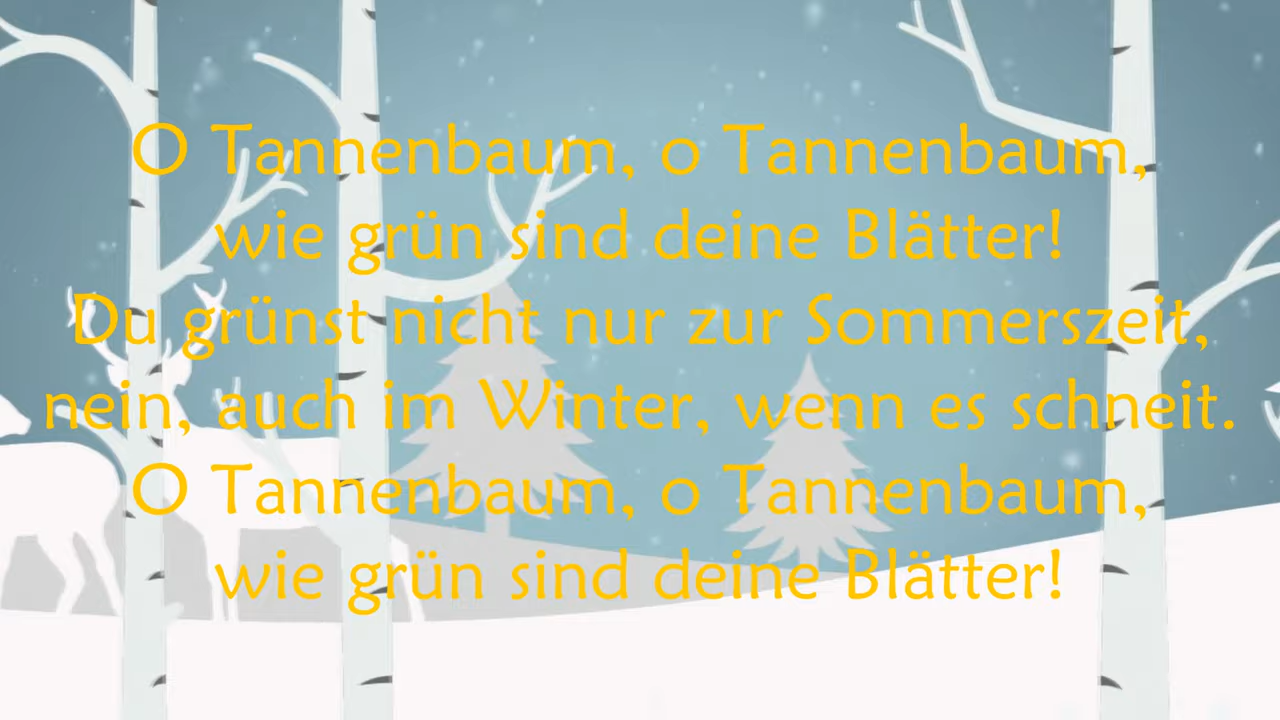 O Tannenbaum, o Tannenbaum,
wie grün sind deine Blätter!
Du grünst nicht nur zur Sommerszeit,
nein, auch im Winter, wenn es schneit.
O Tannenbaum, o Tannenbaum,
wie grün sind deine Blätter!